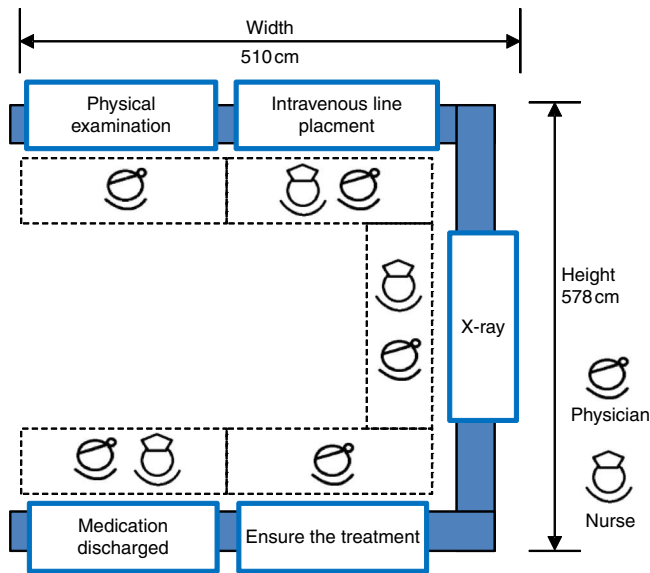 Width
510 cm
Physical
examination
Intravenous line
placment
Height
578 cm
X-ray
Physician
Medication
discharged
Ensure the treatment
Nurse